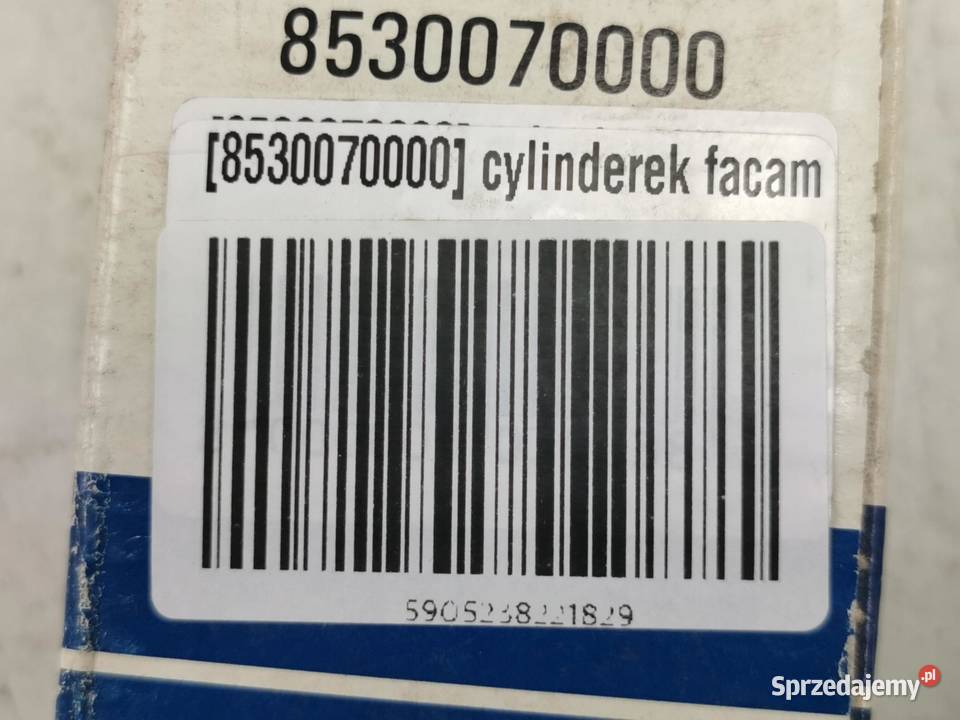 8530070000
[8530070000] cylinderek facam
5905238221829
Sprzedajemy.pl